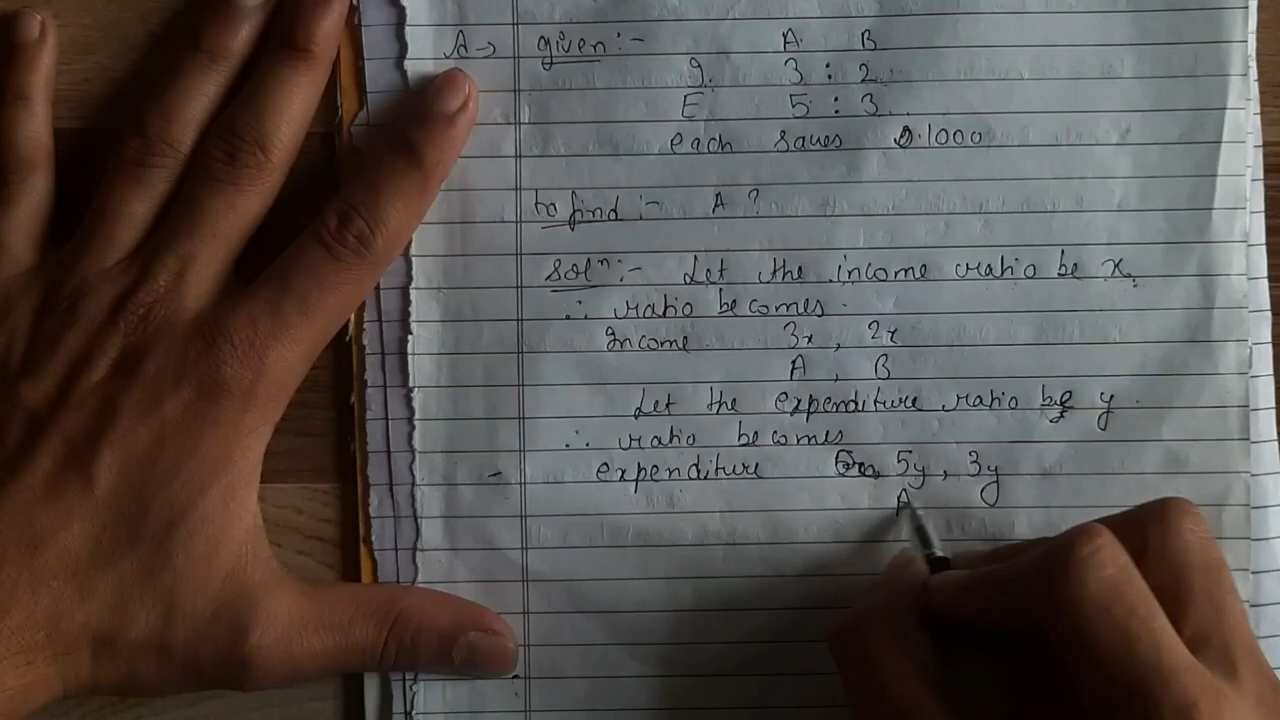 A→ given :- A B
I. 3 : 2
E 5 : 3
each saves 1000
to find :- A ?
Solⁿ :- Let the income ratio be x.
∴ ratio becomes.
Income. 3x , 2x
A , B
Let the expenditure ratio be y.
∴ ratio becomes
expenditure 5y , 3y
A